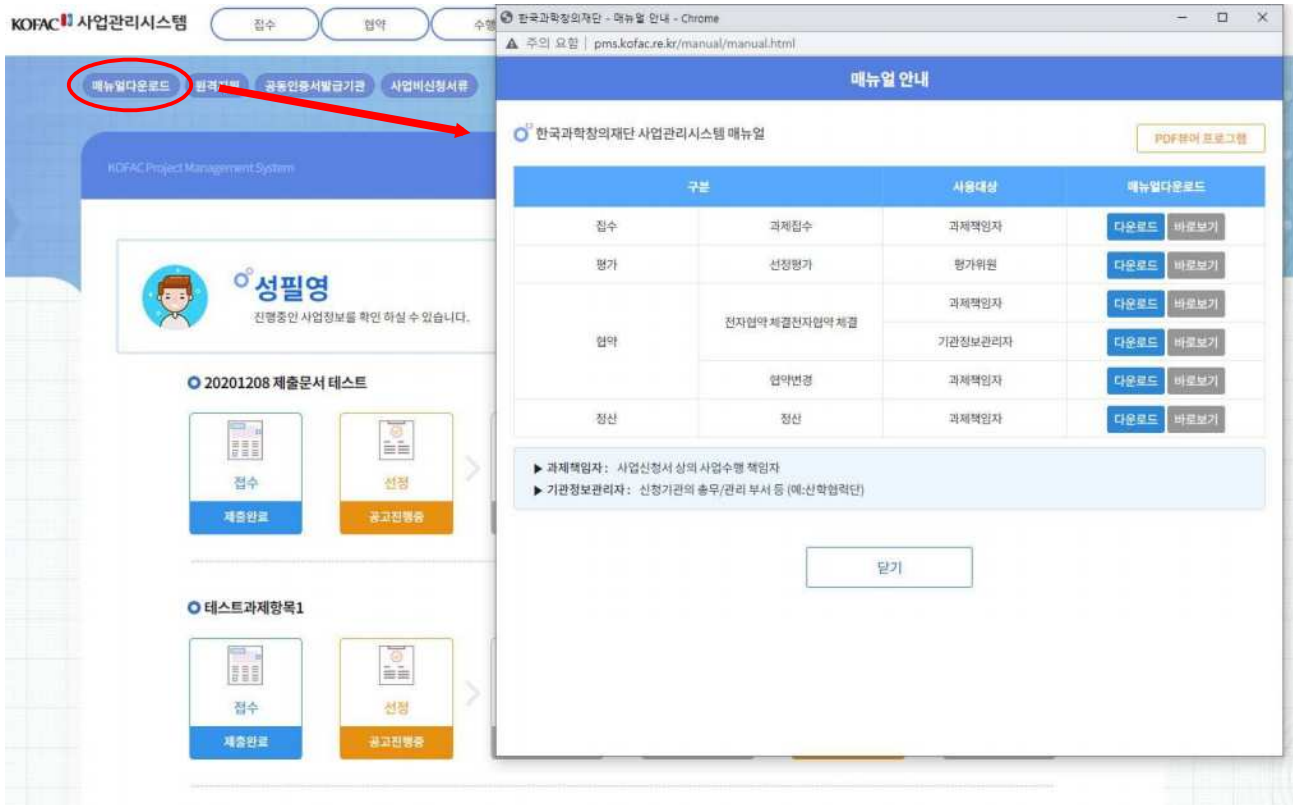 KOFAC 사업관리시스템
접수
협약
수행
매뉴얼다운로드
원격지원
공동인증서발급기관
사업비신청서류
KOFAC Project Management System
성필영
진행중인 사업정보를 확인 하실 수 있습니다.
20201208 제출문서 테스트
접수
선정
제출완료
공고진행중
테스트과제항목1
접수
선정
제출완료
공고진행중
한국과학창의재단 - 매뉴얼 안내 - Chrome
주의 요함 | pms.kofac.re.kr/manual/manual.html
매뉴얼 안내
한국과학창의재단 사업관리시스템 매뉴얼
PDF뷰어 프로그램
구분 사용대상 매뉴얼다운로드
접수 과제접수 과제책임자 다운로드 바로보기
평가 선정평가 평가위원 다운로드 바로보기
협약 전자협약 체결전자협약 체결 과제책임자 다운로드 바로보기
기관정보관리자 다운로드 바로보기
협약변경 과제책임자 다운로드 바로보기
정산 정산 과제책임자 다운로드 바로보기
▶ 과제책임자 : 사업신청서 상의 사업수행 책임자
▶ 기관정보관리자 : 신청기관의 총무/관리 부서 등 (예:산학협력단)
닫기